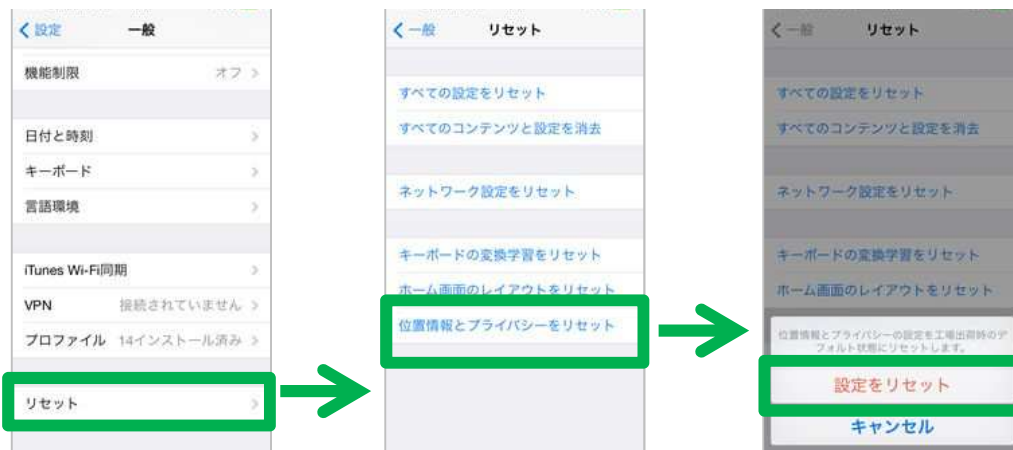 設定
一般
機能制限 オフ
日付と時刻
キーボード
言語環境
iTunes Wi-Fi同期
VPN 接続されていません
プロファイル 14インストール済み
リセット
一般
リセット
すべての設定をリセット
すべてのコンテンツと設定を消去
ネットワーク設定をリセット
キーボードの変換学習をリセット
ホーム画面のレイアウトをリセット
位置情報とプライバシーをリセット
一般
リセット
すべての設定をリセット
すべてのコンテンツと設定を消去
ネットワーク設定をリセット
キーボードの変換学習をリセット
ホーム画面のレイアウトをリセット
位置情報とプライバシーの設定を工場出荷時のデ
フォルト状態にリセットします。
設定をリセット
キャンセル